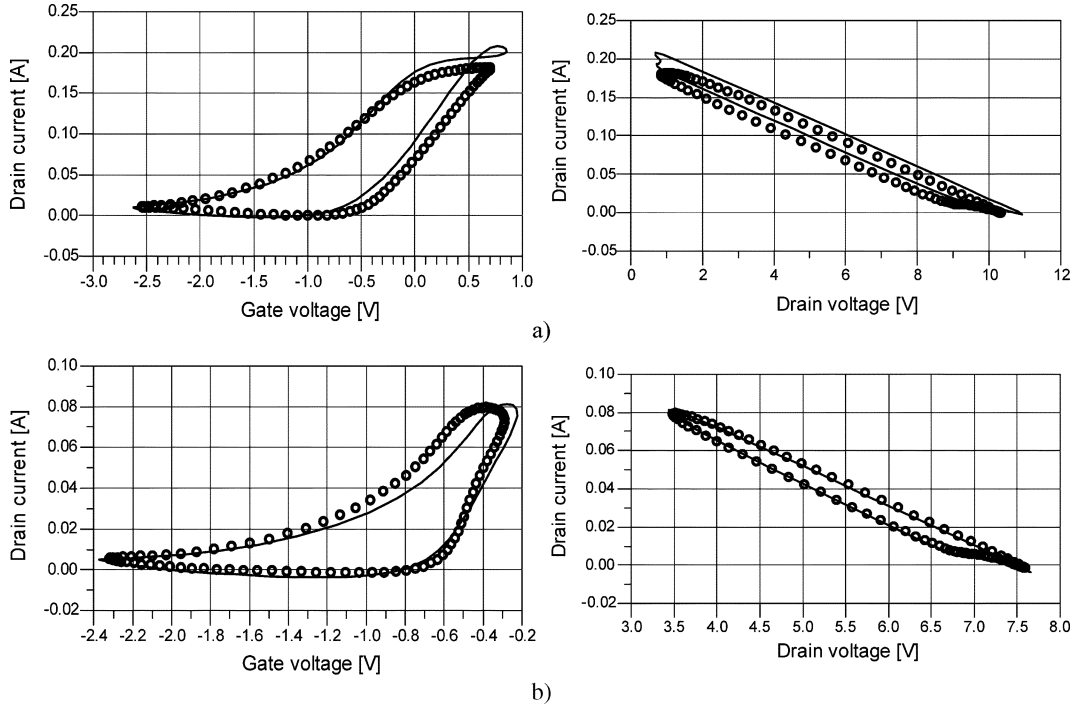 Drain current [A]
0.25
0.20
0.15
0.10
0.05
0.00
-0.05
-3.0 -2.5 -2.0 -1.5 -1.0 -0.5 0.0 0.5 1.0
Gate voltage [V]
Drain current [A]
0.25
0.20
0.15
0.10
0.05
0.00
-0.05
0 2 4 6 8 10 12
Drain voltage [V]
a)
Drain current [A]
0.10
0.08
0.06
0.04
0.02
0.00
-0.02
-2.4 -2.2 -2.0 -1.8 -1.6 -1.4 -1.2 -1.0 -0.8 -0.6 -0.4 -0.2
Gate voltage [V]
Drain current [A]
0.10
0.08
0.06
0.04
0.02
0.00
-0.02
3.0 3.5 4.0 4.5 5.0 5.5 6.0 6.5 7.0 7.5 8.0
Drain voltage [V]
b)